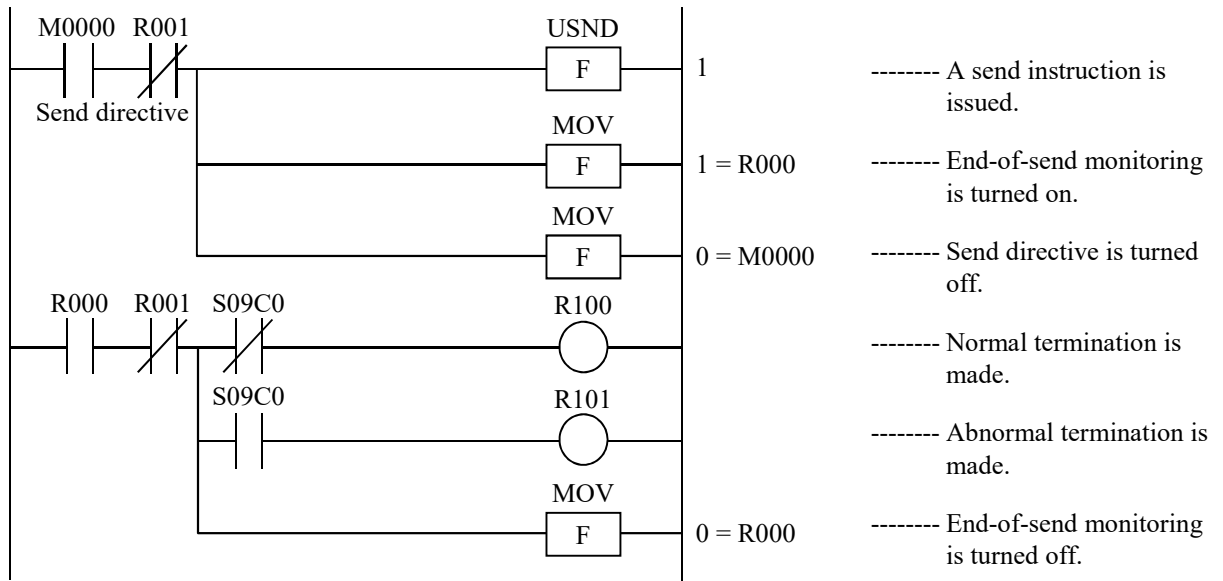 M0000 R001 USND
F 1 -------- A send instruction is
issued.
Send directive
MOV
F 1 = R000 -------- End-of-send monitoring
is turned on.
MOV
F 0 = M0000 -------- Send directive is turned
off.
R000 R001 S09C0 R100
-------- Normal termination is
made.
S09C0 R101
-------- Abnormal termination is
made.
MOV
F 0 = R000 -------- End-of-send monitoring
is turned off.